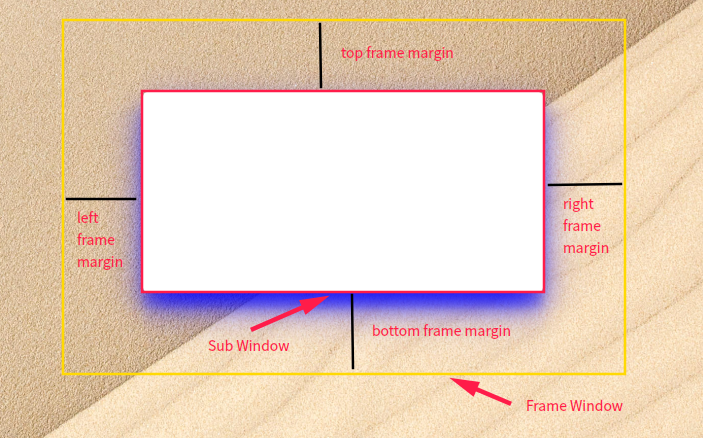 top frame margin
left
frame
margin
right
frame
margin
bottom frame margin
Sub Window
Frame Window